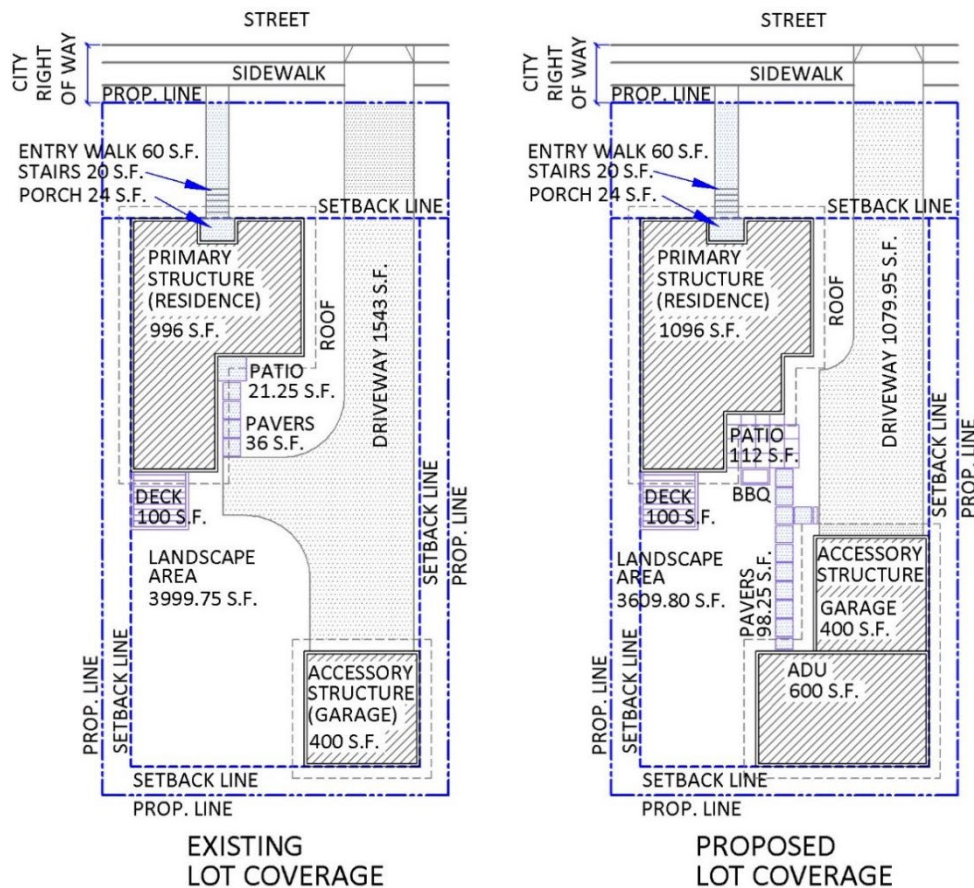 STREET
CITY
RIGHT
OF WAY
SIDEWALK
PROP. LINE
ENTRY WALK 60 S.F.
STAIRS 20 S.F.
PORCH 24 S.F.
SETBACK LINE
PRIMARY
STRUCTURE
(RESIDENCE)
996 S.F.
ROOF
DRIVEWAY 1543 S.F.
PATIO
21.25 S.F.
PAVERS
36 S.F.
DECK
100 S.F.
LANDSCAPE
AREA
3999.75 S.F.
SETBACK LINE
PROP. LINE
PROP. LINE
SETBACK LINE
ACCESSORY
STRUCTURE
(GARAGE)
400 S.F.
SETBACK LINE
PROP. LINE
EXISTING
LOT COVERAGE
STREET
CITY
RIGHT
OF WAY
SIDEWALK
PROP. LINE
ENTRY WALK 60 S.F.
STAIRS 20 S.F.
PORCH 24 S.F.
SETBACK LINE
PRIMARY
STRUCTURE
(RESIDENCE)
1096 S.F.
ROOF
DRIVEWAY 1079.95 S.F.
PATIO
112 S.F.
BBQ
DECK
100 S.F.
SETBACK LINE
PROP. LINE
LANDSCAPE
AREA
3609.80 S.F.
PAVERS
98.25 S.F.
ACCESSORY
STRUCTURE
GARAGE
400 S.F.
ADU
600 S.F.
PROP. LINE
SETBACK LINE
SETBACK LINE
PROP. LINE
PROPOSED
LOT COVERAGE